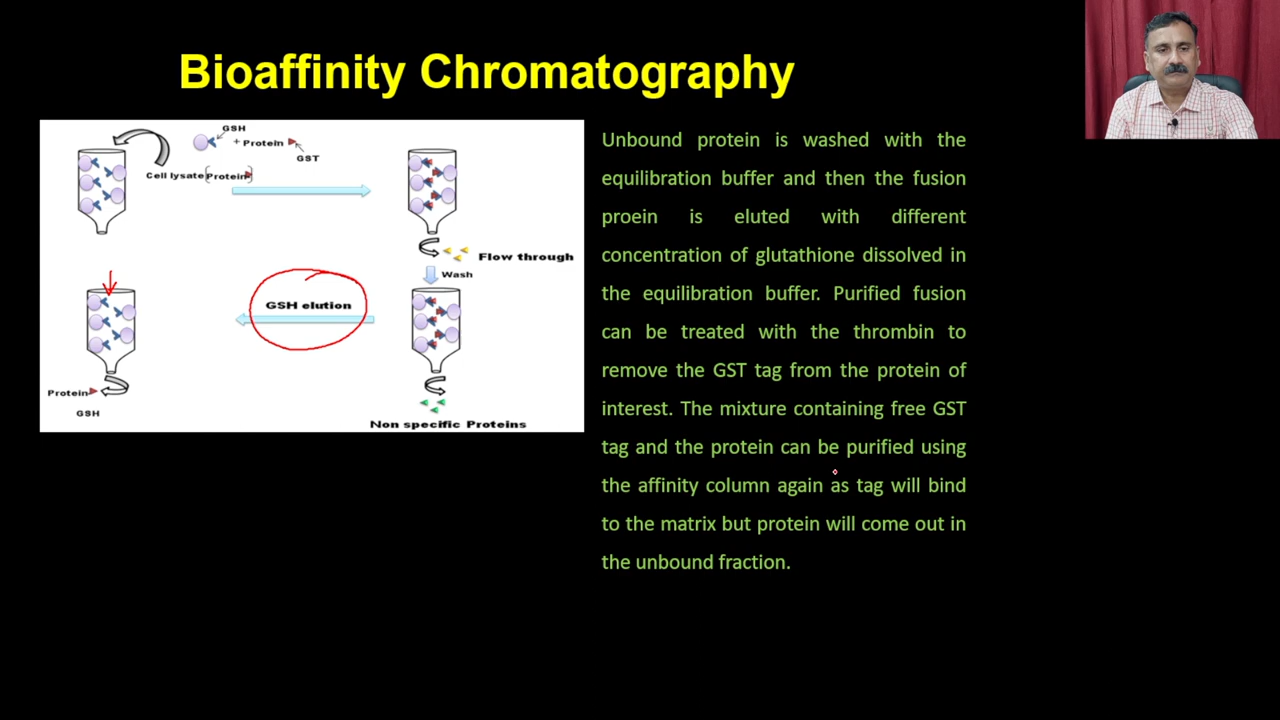 Bioaffinity Chromatography
GSH
+ Protein
GST
Cell lysate(Protein )
Flow through
Wash
GSH elution
Protein
GSH
Non specific Proteins
Unbound protein is washed with the
equilibration buffer and then the fusion
proein is eluted with different
concentration of glutathione dissolved in
the equilibration buffer. Purified fusion
can be treated with the thrombin to
remove the GST tag from the protein of
interest. The mixture containing free GST
tag and the protein can be purified using
the affinity column again as tag will bind
to the matrix but protein will come out in
the unbound fraction.